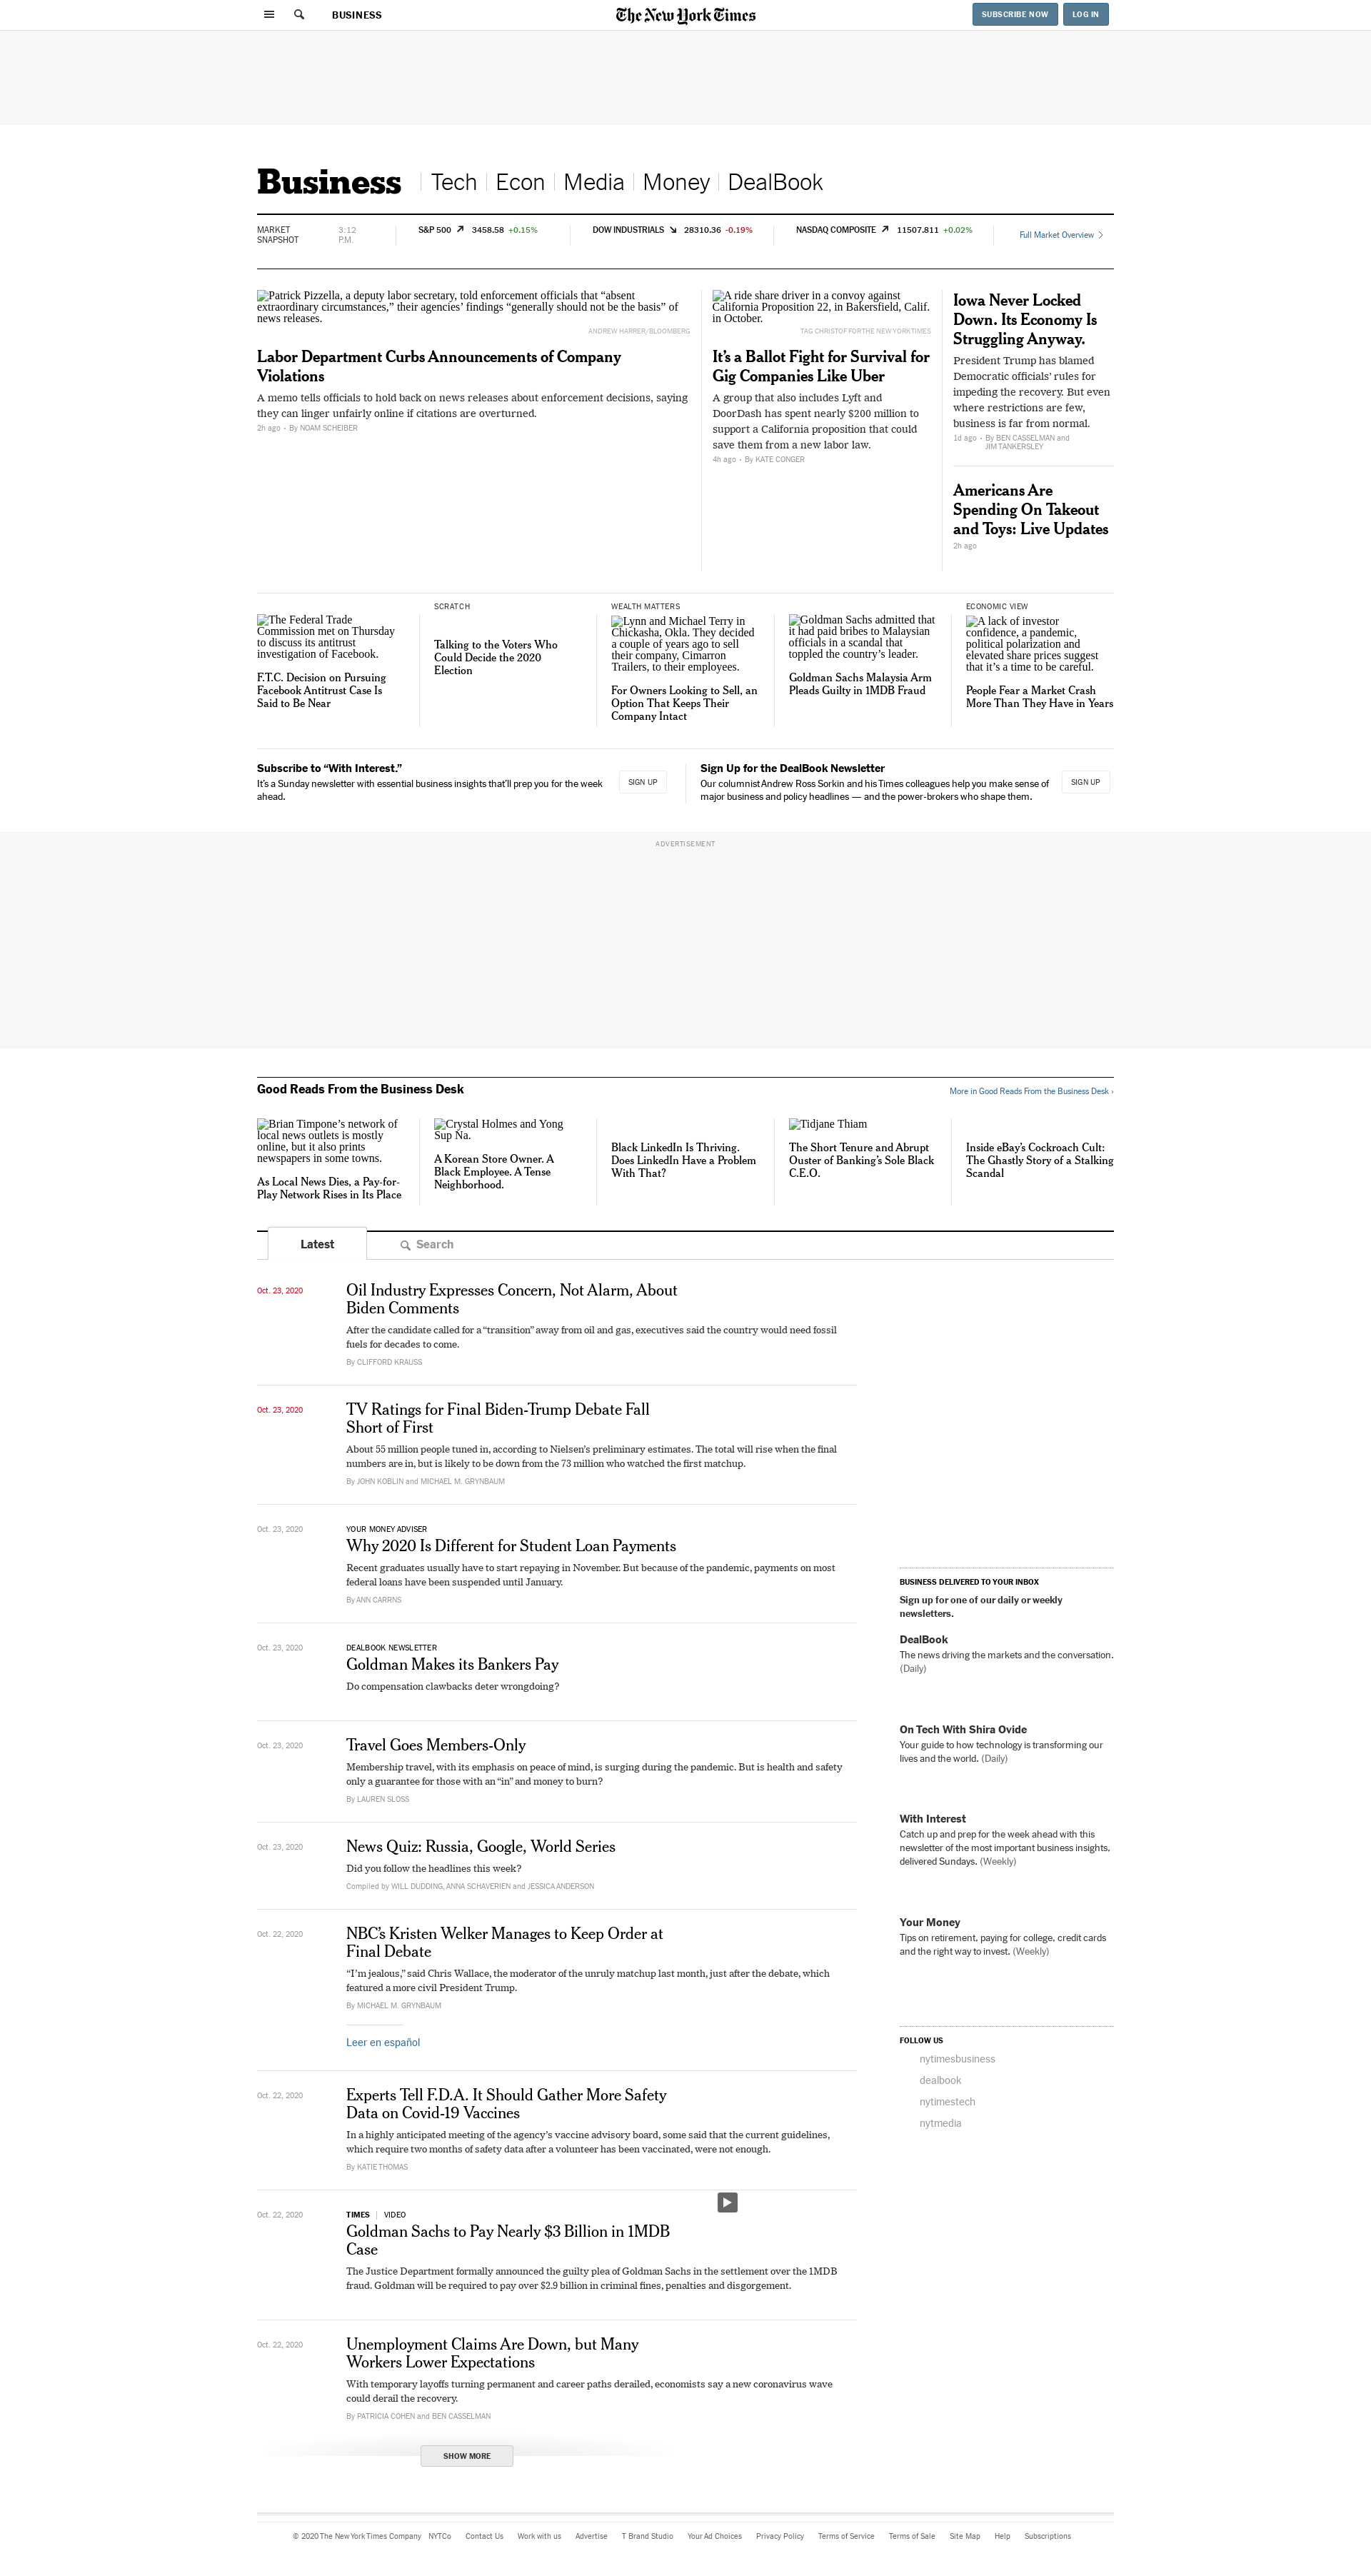 BUSINESS
The New York Times
SUBSCRIBE NOW
LOG IN
Business
Tech
Econ
Media
Money
DealBook
MARKET
SNAPSHOT
3:12
P.M.
S&P 500 3458.58 +0.15%
DOW INDUSTRIALS 28310.36 -0.19%
NASDAQ COMPOSITE 11507.811 +0.02%
Full Market Overview
Patrick Pizzella, a deputy labor secretary, told enforcement officials that “absent
extraordinary circumstances,” their agencies’ findings “generally should not be the basis” of
news releases.
ANDREW HARRER/BLOOMBERG
Labor Department Curbs Announcements of Company
Violations
A memo tells officials to hold back on news releases about enforcement decisions, saying
they can linger unfairly online if citations are overturned.
2h ago • By NOAM SCHEIBER
A ride share driver in a convoy against
California Proposition 22, in Bakersfield, Calif.
in October.
TAG CHRISTOF FOR THE NEW YORK TIMES
It’s a Ballot Fight for Survival for
Gig Companies Like Uber
A group that also includes Lyft and
DoorDash has spent nearly $200 million to
support a California proposition that could
save them from a new labor law.
4h ago • By KATE CONGER
Iowa Never Locked
Down. Its Economy Is
Struggling Anyway.
President Trump has blamed
Democratic officials’ rules for
impeding the recovery. But even
where restrictions are few,
business is far from normal.
1d ago • By BEN CASSELMAN and
JIM TANKERSLEY
Americans Are
Spending On Takeout
and Toys: Live Updates
2h ago
The Federal Trade
Commission met on Thursday
to discuss its antitrust
investigation of Facebook.
F.T.C. Decision on Pursuing
Facebook Antitrust Case Is
Said to Be Near
SCRATCH
Talking to the Voters Who
Could Decide the 2020
Election
WEALTH MATTERS
Lynn and Michael Terry in
Chickasha, Okla. They decided
a couple of years ago to sell
their company, Cimarron
Trailers, to their employees.
For Owners Looking to Sell, an
Option That Keeps Their
Company Intact
Goldman Sachs admitted that
it had paid bribes to Malaysian
officials in a scandal that
toppled the country’s leader.
Goldman Sachs Malaysia Arm
Pleads Guilty in 1MDB Fraud
ECONOMIC VIEW
A lack of investor
confidence, a pandemic,
political polarization and
elevated share prices suggest
that it’s a time to be careful.
People Fear a Market Crash
More Than They Have in Years
Subscribe to “With Interest.”
It’s a Sunday newsletter with essential business insights that’ll prep you for the week
ahead.
SIGN UP
Sign Up for the DealBook Newsletter
Our columnist Andrew Ross Sorkin and his Times colleagues help you make sense of
major business and policy headlines — and the power-brokers who shape them.
SIGN UP
ADVERTISEMENT
Good Reads From the Business Desk
More in Good Reads From the Business Desk ›
Brian Timpone’s network of
local news outlets is mostly
online, but it also prints
newspapers in some towns.
As Local News Dies, a Pay-for-
Play Network Rises in Its Place
Crystal Holmes and Yong
Sup Na.
A Korean Store Owner. A
Black Employee. A Tense
Neighborhood.
Black LinkedIn Is Thriving.
Does LinkedIn Have a Problem
With That?
Tidjane Thiam
The Short Tenure and Abrupt
Ouster of Banking’s Sole Black
C.E.O.
Inside eBay’s Cockroach Cult:
The Ghastly Story of a Stalking
Scandal
Latest
Search
Oct. 23, 2020
Oil Industry Expresses Concern, Not Alarm, About
Biden Comments
After the candidate called for a “transition” away from oil and gas, executives said the country would need fossil
fuels for decades to come.
By CLIFFORD KRAUSS
Oct. 23, 2020
TV Ratings for Final Biden-Trump Debate Fall
Short of First
About 55 million people tuned in, according to Nielsen’s preliminary estimates. The total will rise when the final
numbers are in, but is likely to be down from the 73 million who watched the first matchup.
By JOHN KOBLIN and MICHAEL M. GRYNBAUM
Oct. 23, 2020
YOUR MONEY ADVISER
Why 2020 Is Different for Student Loan Payments
Recent graduates usually have to start repaying in November. But because of the pandemic, payments on most
federal loans have been suspended until January.
By ANN CARRNS
Oct. 23, 2020
DEALBOOK NEWSLETTER
Goldman Makes its Bankers Pay
Do compensation clawbacks deter wrongdoing?
Oct. 23, 2020
Travel Goes Members-Only
Membership travel, with its emphasis on peace of mind, is surging during the pandemic. But is health and safety
only a guarantee for those with an “in” and money to burn?
By LAUREN SLOSS
Oct. 23, 2020
News Quiz: Russia, Google, World Series
Did you follow the headlines this week?
Compiled by WILL DUDDING, ANNA SCHAVERIEN and JESSICA ANDERSON
Oct. 22, 2020
NBC’s Kristen Welker Manages to Keep Order at
Final Debate
“I’m jealous,” said Chris Wallace, the moderator of the unruly matchup last month, just after the debate, which
featured a more civil President Trump.
By MICHAEL M. GRYNBAUM
Leer en español
Oct. 22, 2020
Experts Tell F.D.A. It Should Gather More Safety
Data on Covid-19 Vaccines
In a highly anticipated meeting of the agency’s vaccine advisory board, some said that the current guidelines,
which require two months of safety data after a volunteer has been vaccinated, were not enough.
By KATIE THOMAS
Oct. 22, 2020
TIMES | VIDEO
Goldman Sachs to Pay Nearly $3 Billion in 1MDB
Case
The Justice Department formally announced the guilty plea of Goldman Sachs in the settlement over the 1MDB
fraud. Goldman will be required to pay over $2.9 billion in criminal fines, penalties and disgorgement.
Oct. 22, 2020
Unemployment Claims Are Down, but Many
Workers Lower Expectations
With temporary layoffs turning permanent and career paths derailed, economists say a new coronavirus wave
could derail the recovery.
By PATRICIA COHEN and BEN CASSELMAN
SHOW MORE
BUSINESS DELIVERED TO YOUR INBOX
Sign up for one of our daily or weekly
newsletters.
DealBook
The news driving the markets and the conversation.
(Daily)
On Tech With Shira Ovide
Your guide to how technology is transforming our
lives and the world. (Daily)
With Interest
Catch up and prep for the week ahead with this
newsletter of the most important business insights,
delivered Sundays. (Weekly)
Your Money
Tips on retirement, paying for college, credit cards
and the right way to invest. (Weekly)
FOLLOW US
nytimesbusiness
dealbook
nytimestech
nytmedia
© 2020 The New York Times Company NYTCo Contact Us Work with us Advertise T Brand Studio Your Ad Choices Privacy Policy Terms of Service Terms of Sale Site Map Help Subscriptions